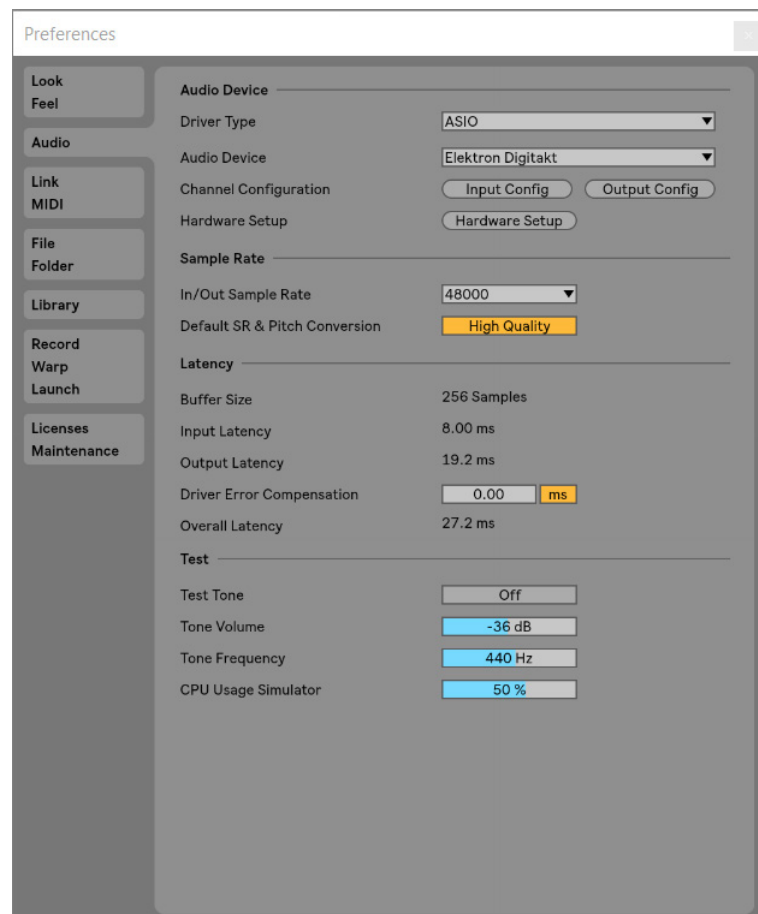 Preferences
Look
Feel
Audio
Link
MIDI
File
Folder
Library
Record
Warp
Launch
Licenses
Maintenance
Audio Device
Driver Type ASIO
Audio Device Elektron Digitakt
Channel Configuration Input Config Output Config
Hardware Setup Hardware Setup
Sample Rate
In/Out Sample Rate 48000
Default SR & Pitch Conversion High Quality
Latency
Buffer Size 256 Samples
Input Latency 8.00 ms
Output Latency 19.2 ms
Driver Error Compensation 0.00 ms
Overall Latency 27.2 ms
Test
Test Tone Off
Tone Volume -36 dB
Tone Frequency 440 Hz
CPU Usage Simulator 50 %